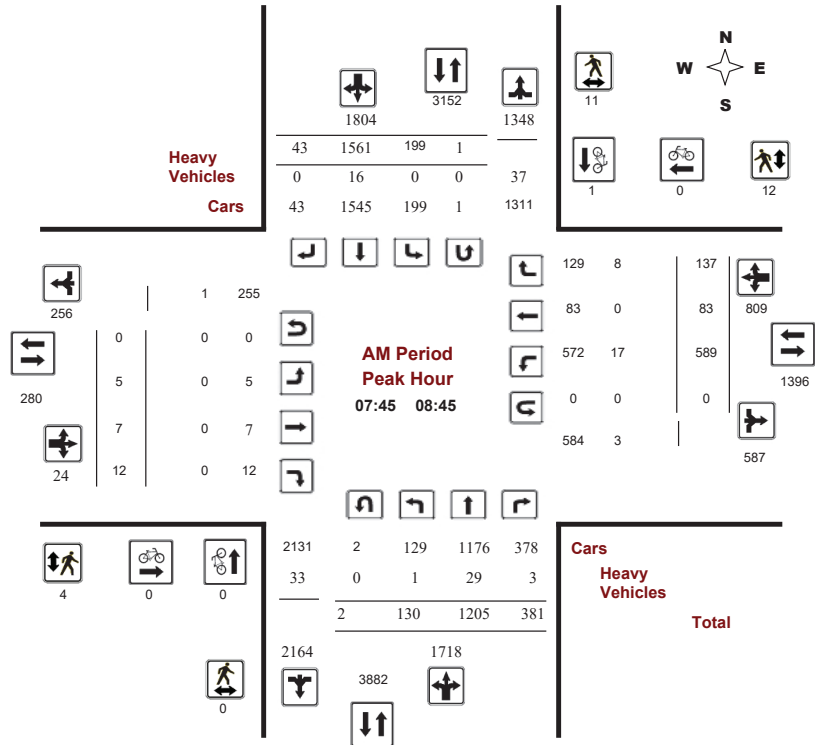 N
W E
S
3152
11
1804 1348
43 1561 199 1
Heavy
Vehicles
0 16 0 0 37
Cars
43 1545 199 1 1311
1 0 12
129 8 137
256
1 255
83 0 83 809
0 0 0
572 17 589
280
5 0 5
1396
0 0 0
7 0 7
584 3
587
24
12 0 12
AM Period
Peak Hour
07:45 08:45
2131 2 129 1176 378
Cars
33 0 1 29 3
Heavy
Vehicles
4 0 0
2 130 1205 381
Total
2164 1718
3882
0